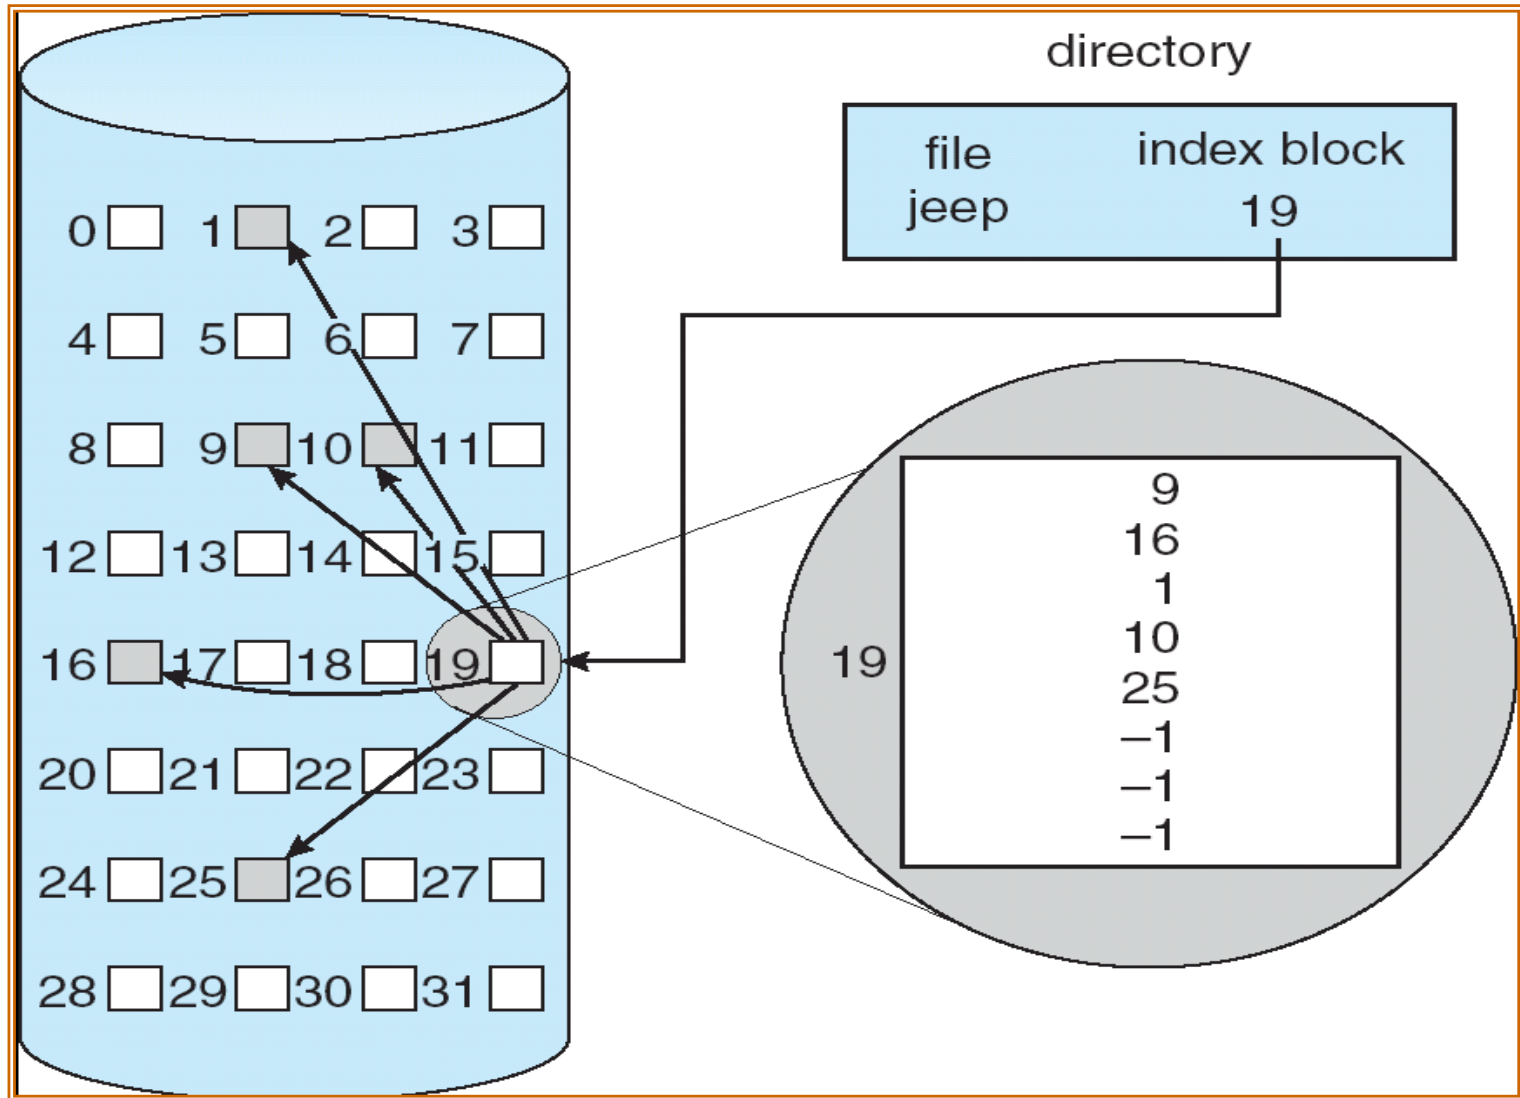 directory
file index block
jeep 19
0 1 2 3
4 5 6 7
8 9 10 11
12 13 14 15
16 17 18 19
20 21 22 23
24 25 26 27
28 29 30 31
19
9
16
1
10
25
–1
–1
–1